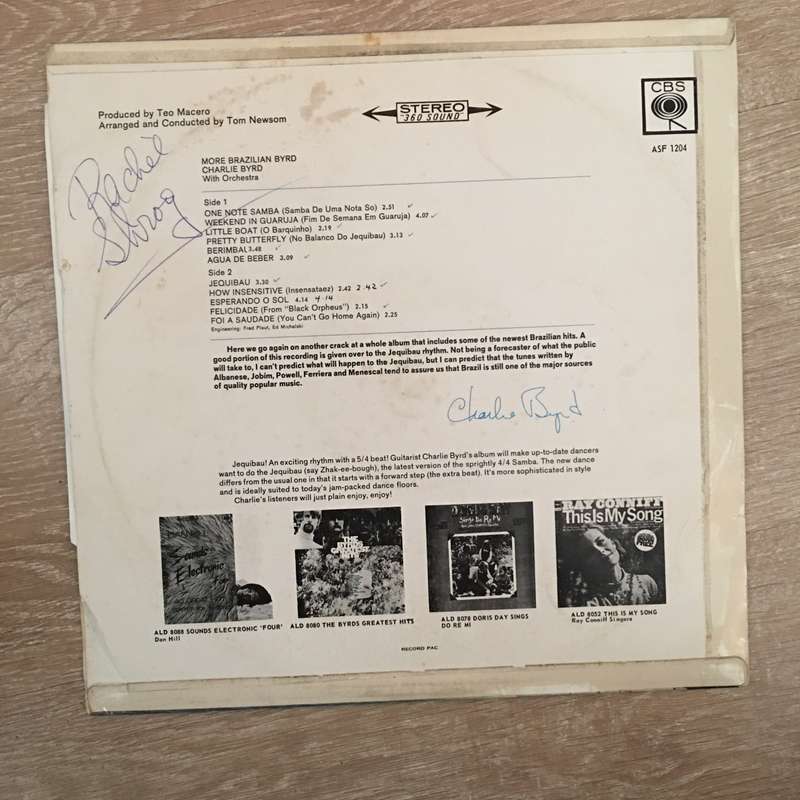 Produced by Teo Macero
Arranged and Conducted by Tom Newsom
STEREO
"360 SOUND"
CBS
ASF 1204
Rachel
MORE BRAZILIAN BYRD
CHARLIE BYRD
With Orchestra
Side 1
ONE NOTE SAMBA (Samba De Uma Nota So) 2.51 ✓
WEEKEND IN GUARUJA (Fim De Semana Em Guaruja) 4.07 ✓
LITTLE BOAT (O Barquinho) 2.19 ✓
PRETTY BUTTERFLY (No Balanco Do Jequibau) 3.13 ✓
BERIMBAL 3.48 ✓
AGUA DE BEBER 3.09 ✓
Side 2
JEQUIBAU 3.30 ✓
HOW INSENSITIVE (Insensataez) 2.42 2.42 ✓
ESPERANDO O SOL 4.14 4.14
FELICIDADE (From "Black Orpheus") 2.15 ✓
FOI A SAUDADE (You Can't Go Home Again) 2.25
Engineering: Fred Plaut, Ed Michalski
Here we go again on another crack at a whole album that includes some of the newest Brazilian hits. A
good portion of this recording is given over to the Jequibau rhythm. Not being a forecaster of what the public
will take to, I can't predict what will happen to the Jequibau, but I can predict that the tunes written by
Albanese, Jobim, Powell, Ferriera and Menescal tend to assure us that Brazil is still one of the major sources
of quality popular music.
Charlie Byrd
Jequibau! An exciting rhythm with a 5/4 beat! Guitarist Charlie Byrd's album will make up-to-date dancers
want to do the Jequibau (say Zhak-ee-bough), the latest version of the sprightly 4/4 Samba. The new dance
differs from the usual one in that it starts with a forward step (the extra beat). It's more sophisticated in style
and is ideally suited to today's jam-packed dance floors.
Charlie's listeners will just plain enjoy, enjoy!
Sounds
Electronic
THE
BYRDS
GREATEST
HITS
Sings Do Re Mi
RAY CONNIFF
This Is My Song
ALD 8088 SOUNDS ELECTRONIC 'FOUR'
Dan Hill
ALD 8080 THE BYRDS GREATEST HITS
ALD 8078 DORIS DAY SINGS
DO RE MI
ALD 8052 THIS IS MY SONG
Ray Conniff Singers
RECORD PAC